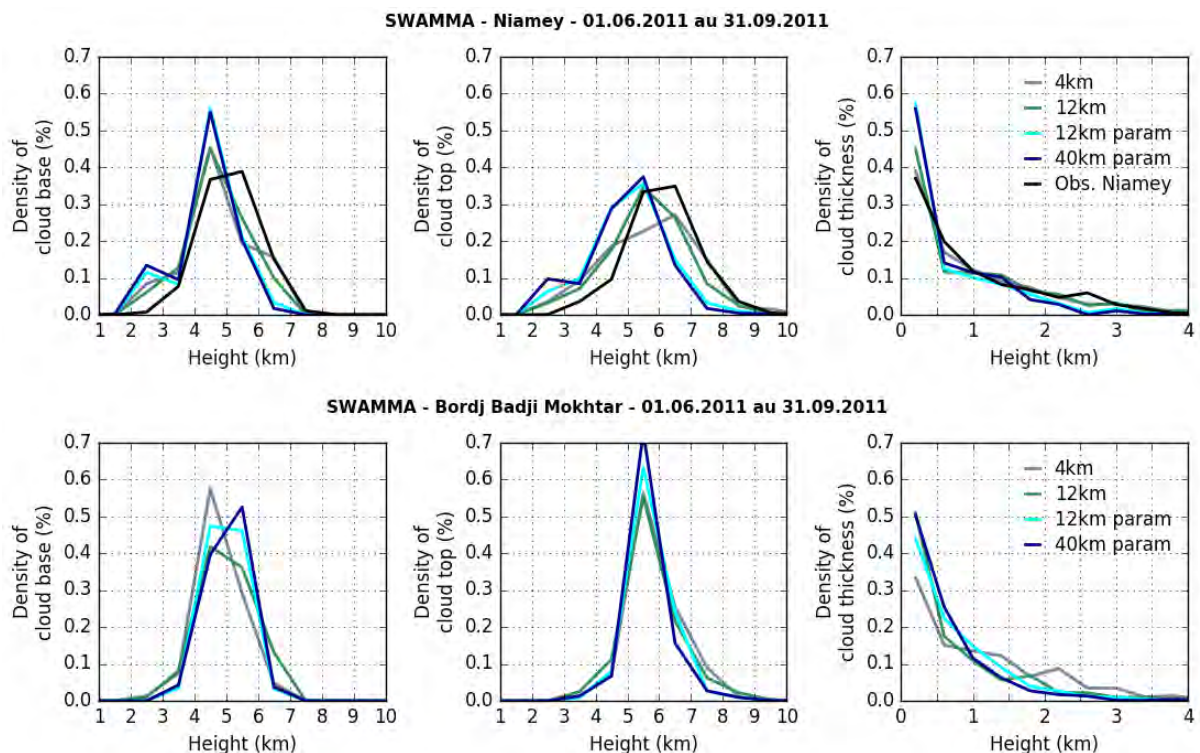 SWAMMA - Niamey - 01.06.2011 au 31.09.2011
0.7
0.6
0.5
0.4
0.3
0.2
0.1
0.0
Density of
cloud base (%)
1 2 3 4 5 6 7 8 9 10
Height (km)
0.7
0.6
0.5
0.4
0.3
0.2
0.1
0.0
Density of
cloud top (%)
1 2 3 4 5 6 7 8 9 10
Height (km)
0.7
0.6
0.5
0.4
0.3
0.2
0.1
0.0
Density of
cloud thickness (%)
4km
12km
12km param
40km param
Obs. Niamey
0 1 2 3 4
Height (km)
SWAMMA - Bordj Badji Mokhtar - 01.06.2011 au 31.09.2011
0.7
0.6
0.5
0.4
0.3
0.2
0.1
0.0
Density of
cloud base (%)
1 2 3 4 5 6 7 8 9 10
Height (km)
0.7
0.6
0.5
0.4
0.3
0.2
0.1
0.0
Density of
cloud top (%)
1 2 3 4 5 6 7 8 9 10
Height (km)
0.7
0.6
0.5
0.4
0.3
0.2
0.1
0.0
Density of
cloud thickness (%)
4km
12km
12km param
40km param
0 1 2 3 4
Height (km)